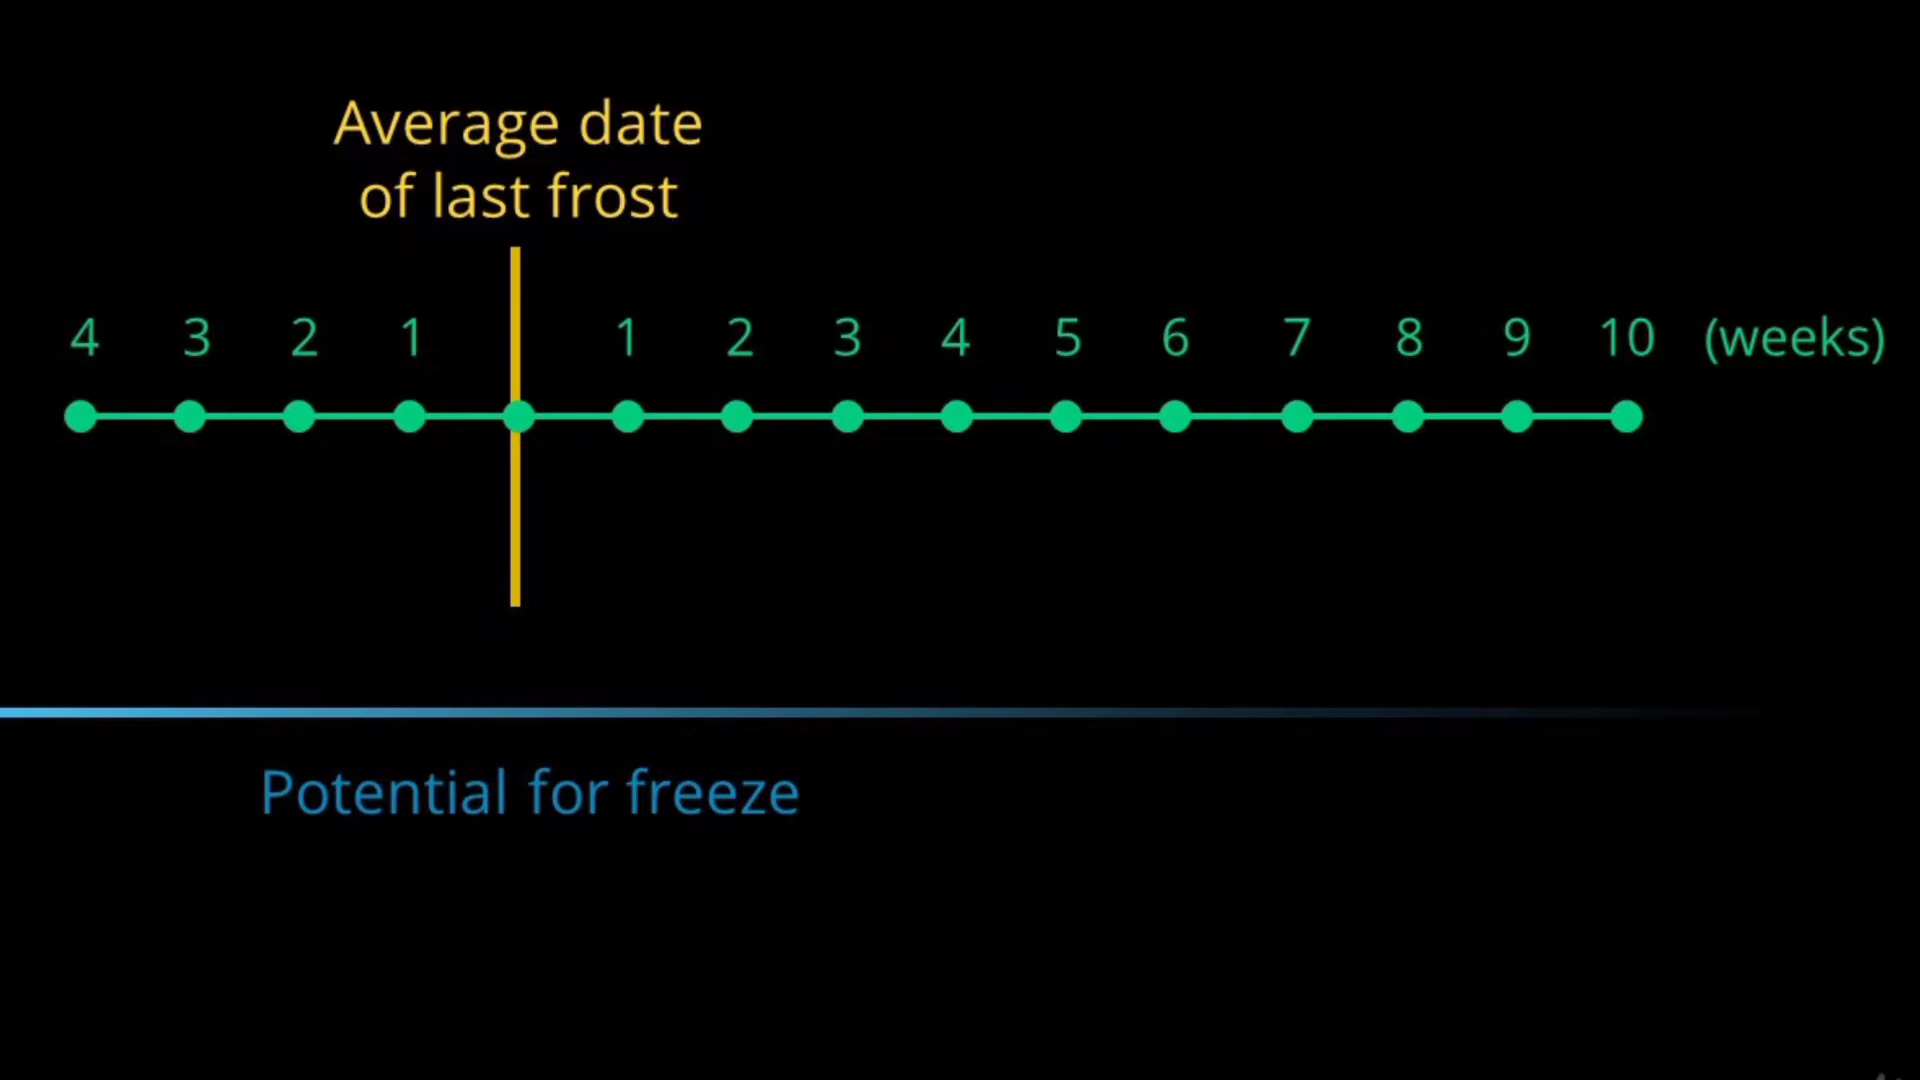 Average date
of last frost
4 3 2 1 1 2 3 4 5 6 7 8 9 10 (weeks)
Potential for freeze